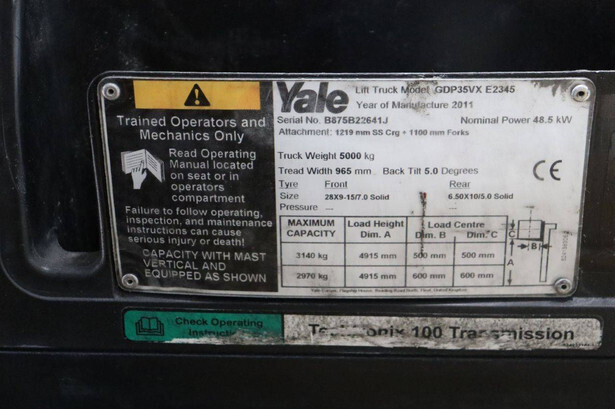 Trained Operators and
Mechanics Only
Read Operating
Manual located
on seat or in
operators
compartment
Failure to follow operating,
inspection, and maintenance
instructions can cause
serious injury or death!
CAPACITY WITH MAST
VERTICAL AND
EQUIPPED AS SHOWN
Yale
Lift Truck Model GDP35VX E2345
Year of Manufacture 2011
Serial No. B875B22641J Nominal Power 48.5 kW
Attachment: 1219 mm SS Crg + 1100 mm Forks
Truck Weight 5000 kg
Tread Width 965 mm Back Tilt 5.0 Degrees
Tyre Front Rear
Size 28X9-15/7.0 Solid 6.50X10/5.0 Solid
Pressure — —
CE
MAXIMUM CAPACITY Load Height Dim. A Load Centre Dim. B Dim. C
3140 kg 4915 mm 500 mm 500 mm
2970 kg 4915 mm 600 mm 600 mm
C
B
A
Check Operating
100 Transmission